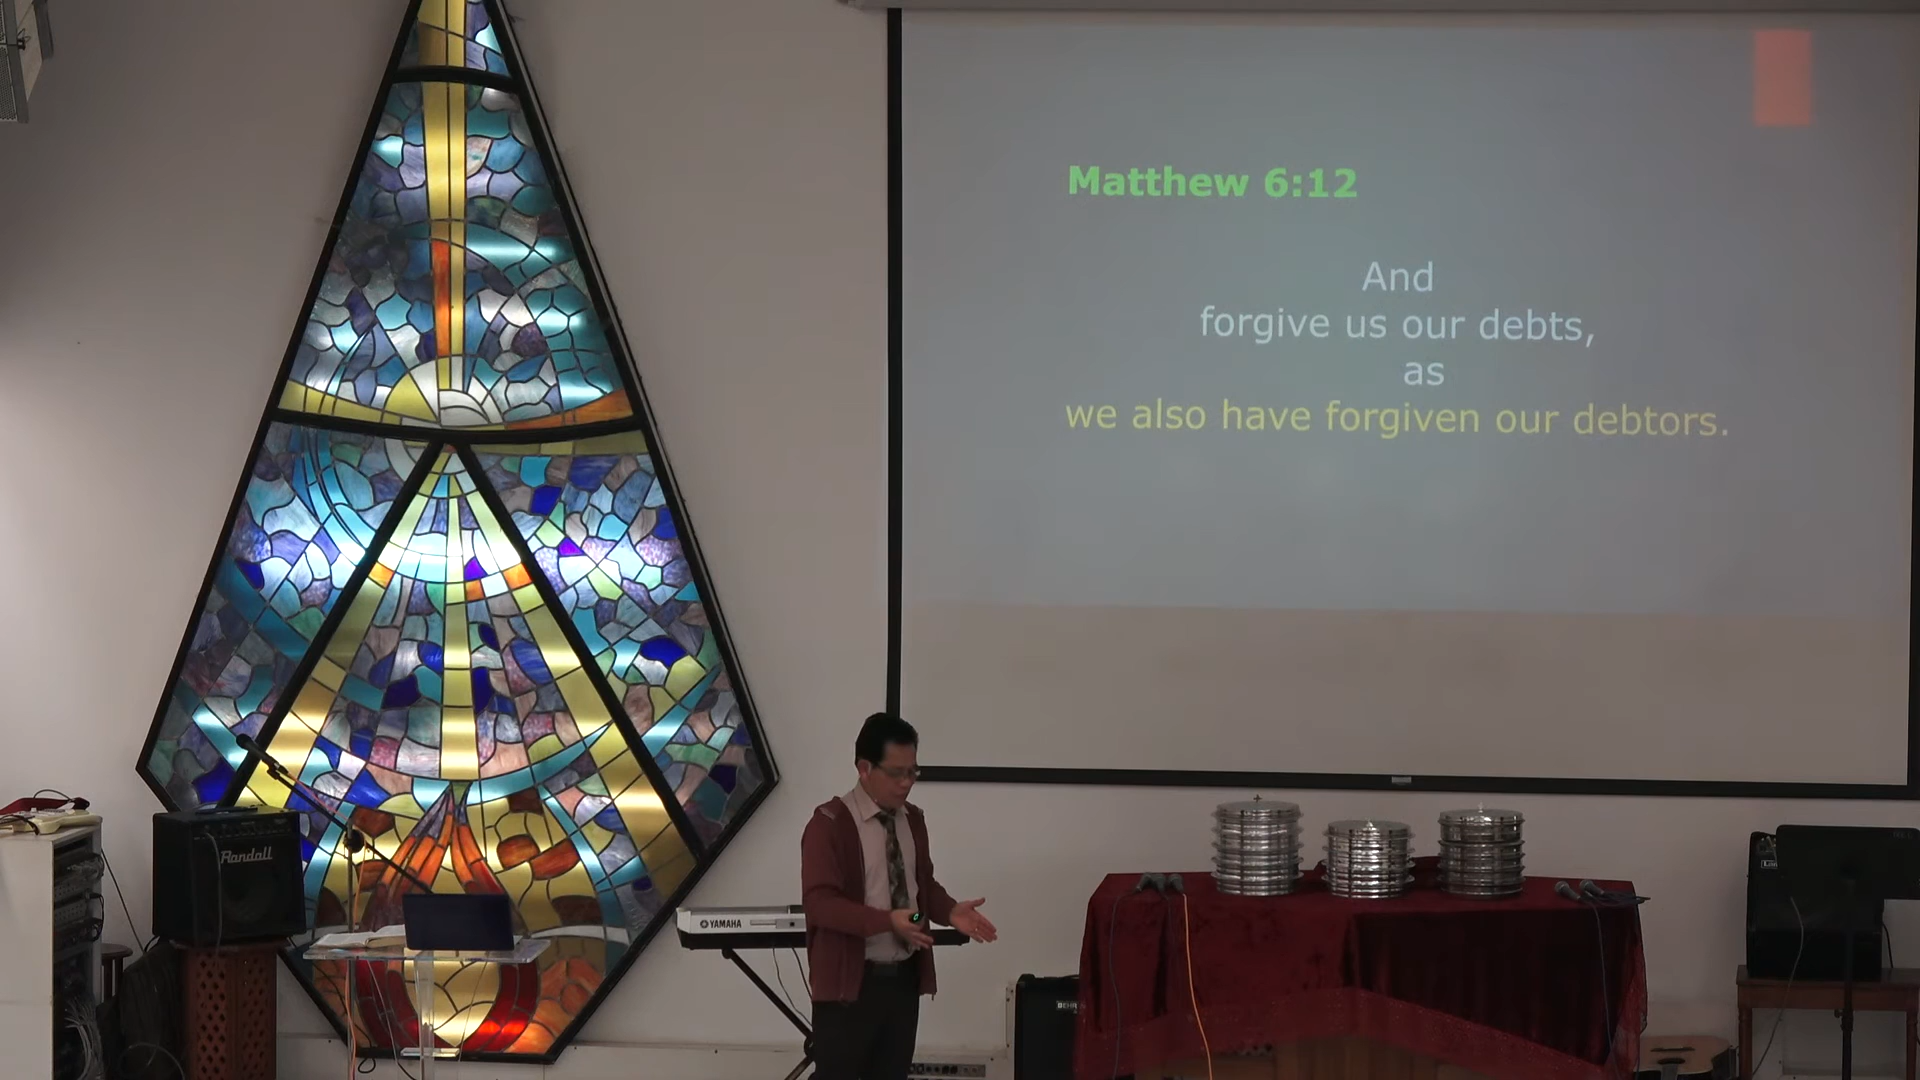 Matthew 6:12
And
forgive us our debts,
as
we also have forgiven our debtors.
Randall
YAMAHA